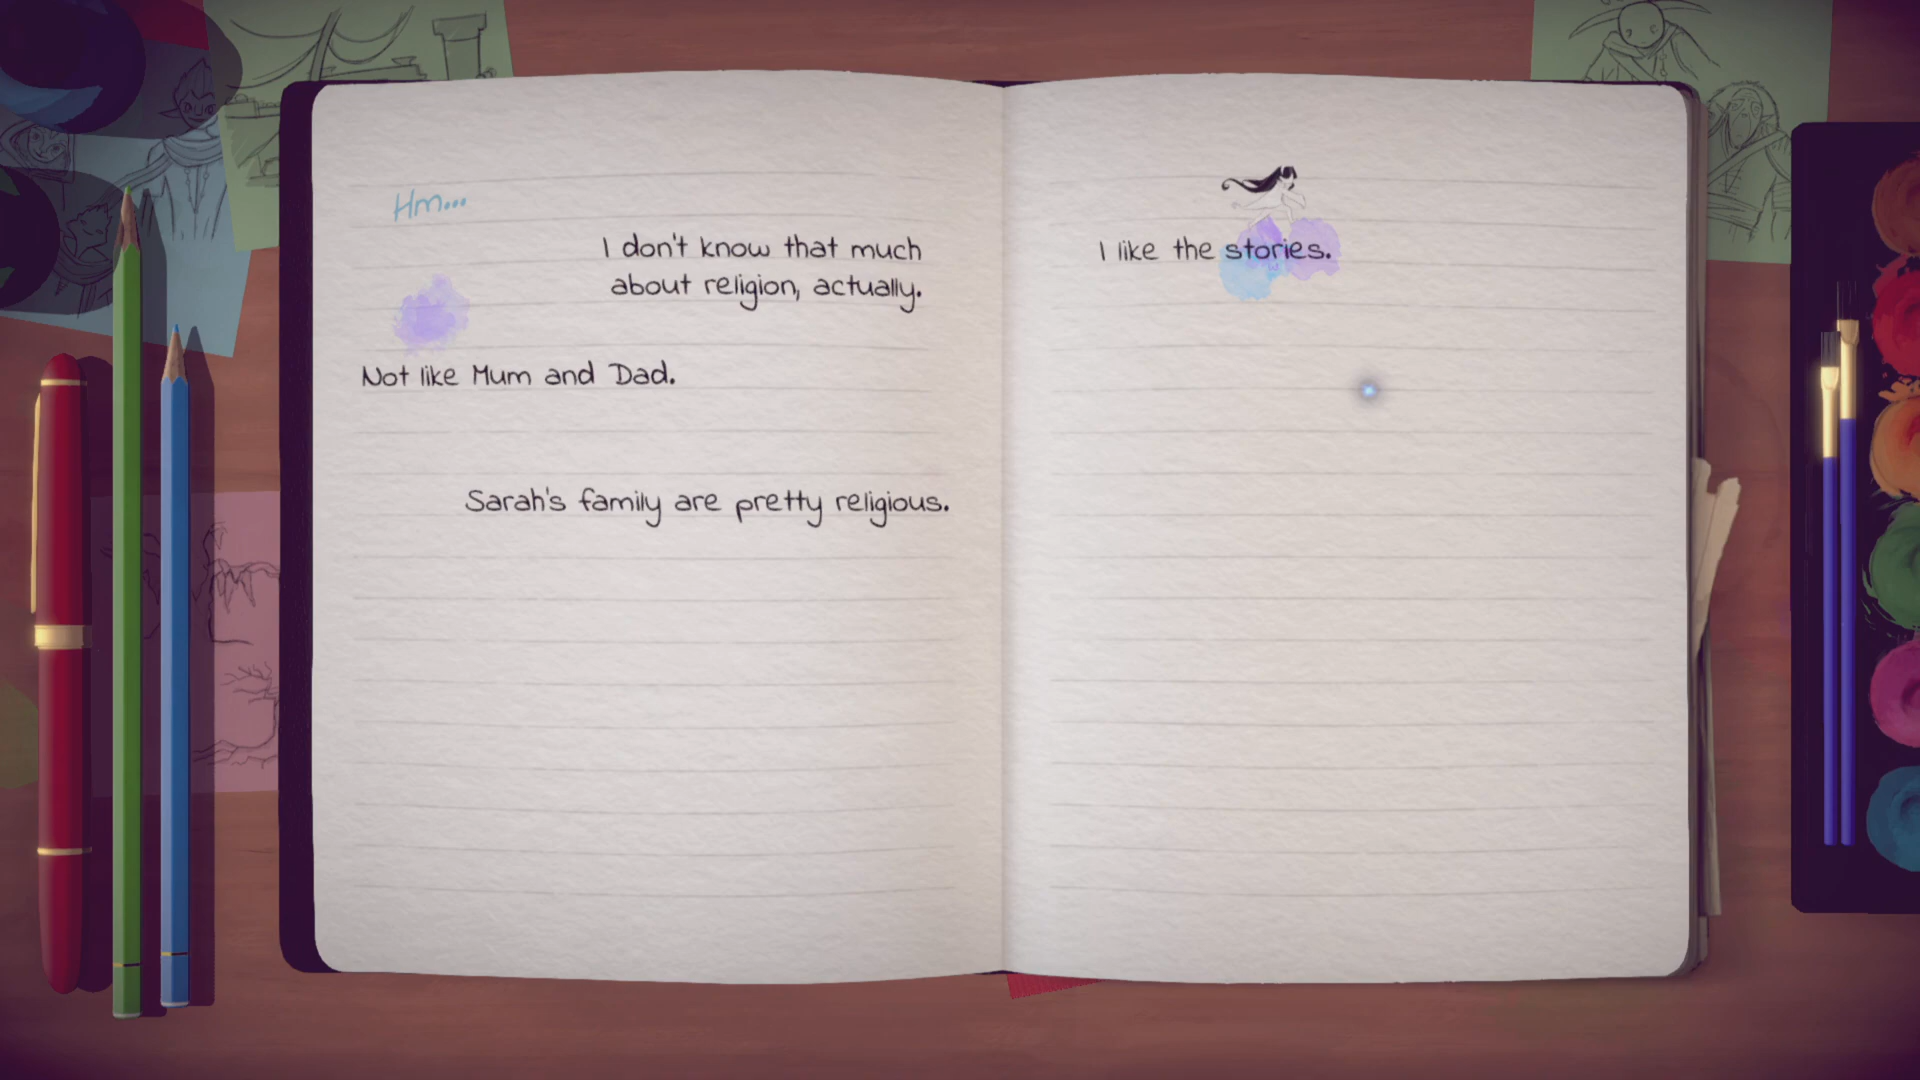 Hm...
I don't know that much
about religion, actually.
Not like Mum and Dad.
Sarah's family are pretty religious.
I like the stories.